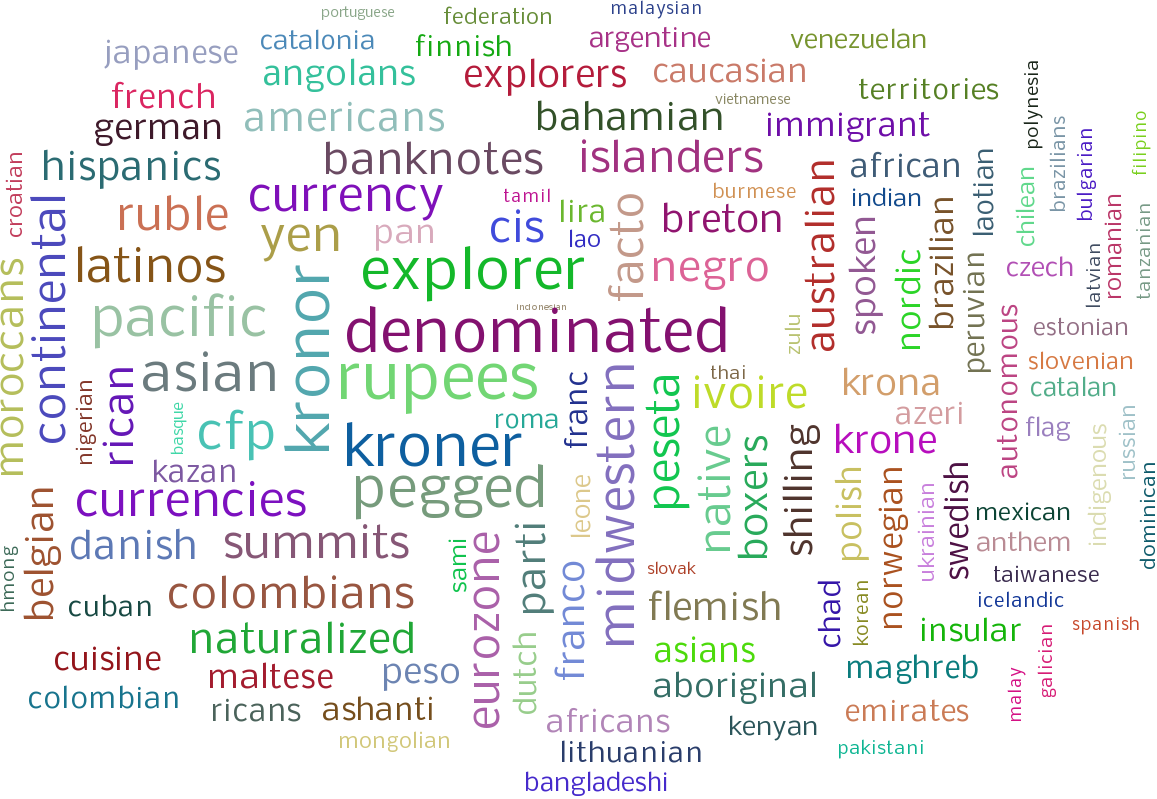 portuguese
federation
malaysian
japanese
catalonia
finnish
argentine
venezuelan
angolans
explorers
caucasian
french
americans
bahamian
vietnamese
territories
polynesia
german
immigrant
brazilians
bulgarian
filipino
hispanics
banknotes
islanders
african
croatian
currency
tamil
burmese
indian
laotian
chilean
ruble
yen
pan
cis
lira
lao
facto
breton
australian
spoken
nordic
brazilian
peruvian
czech
latvian
romanian
tanzanian
latinos
explorer
negro
continental
moroccans
pacific
kronor
indonesian
denominated
zulu
autonomous
estonian
asian
rupees
thai
slovenian
nigerian
rican
basque
cfp
franc
midwestern
peseta
ivoire
krona
catalan
roma
azeri
flag
russian
kroner
native
boxers
shilling
krone
indigenous
kazan
pegged
leone
polish
norwegian
ukrainian
swedish
mexican
dominican
currencies
belgian
danish
summits
sami
eurozone
parti
anthem
hmong
slovak
taiwanese
cuban
colombians
franco
flemish
chad
korean
icelandic
naturalized
dutch
insular
spanish
cuisine
maltese
peso
asians
maghreb
malay
galician
colombian
ricans
ashanti
aboriginal
emirates
africans
kenyan
mongolian
lithuanian
pakistani
bangladeshi